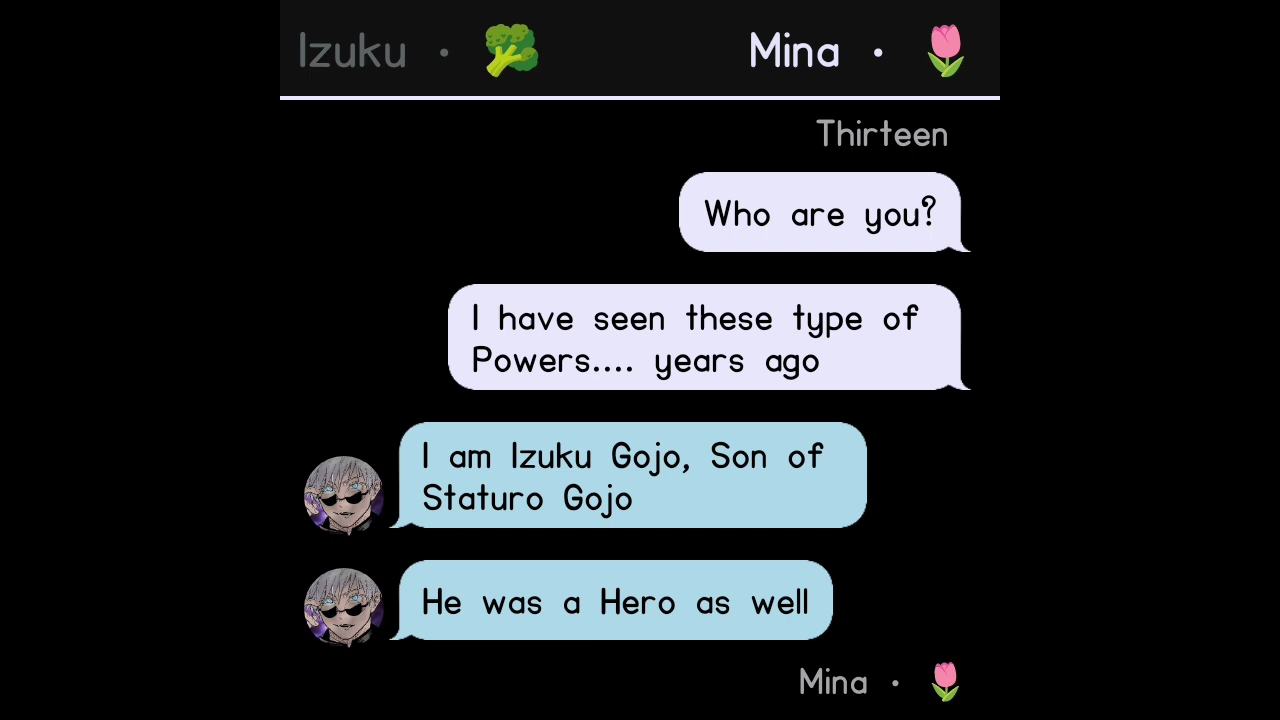 Izuku • 🥦 Mina • 🌷
Thirteen
Who are you?
I have seen these type of
Powers.... years ago
I am Izuku Gojo, Son of
Staturo Gojo
He was a Hero as well
Mina • 🌷